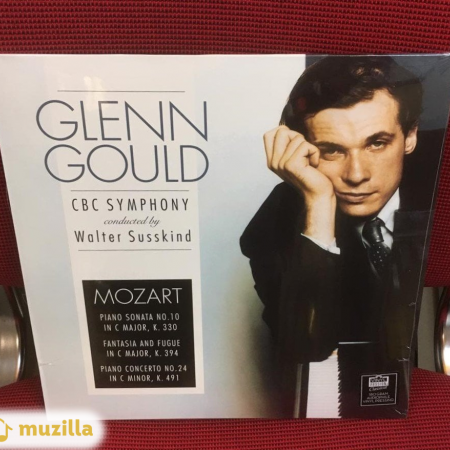 GLENN
GOULD
CBC SYMPHONY
conducted by
Walter Susskind
MOZART
PIANO SONATA NO.10
IN C MAJOR, K. 330
FANTASIA AND FUGUE
IN C MAJOR, K. 394
PIANO CONCERTO NO.24
IN C MINOR, K. 491
muzilla